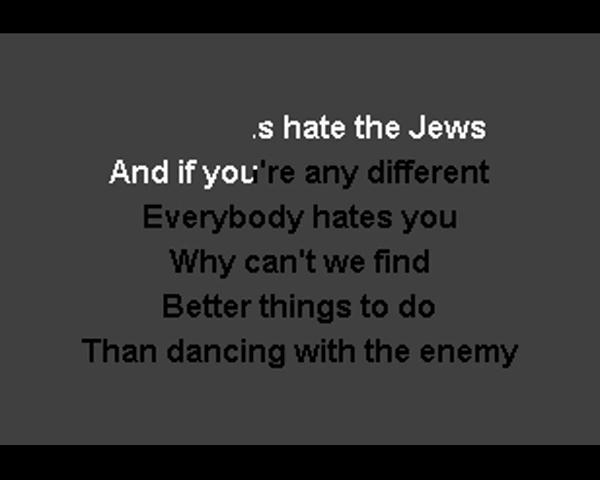 hate the Jews
And if you're any different
Everybody hates you
Why can't we find
Better things to do
Than dancing with the enemy